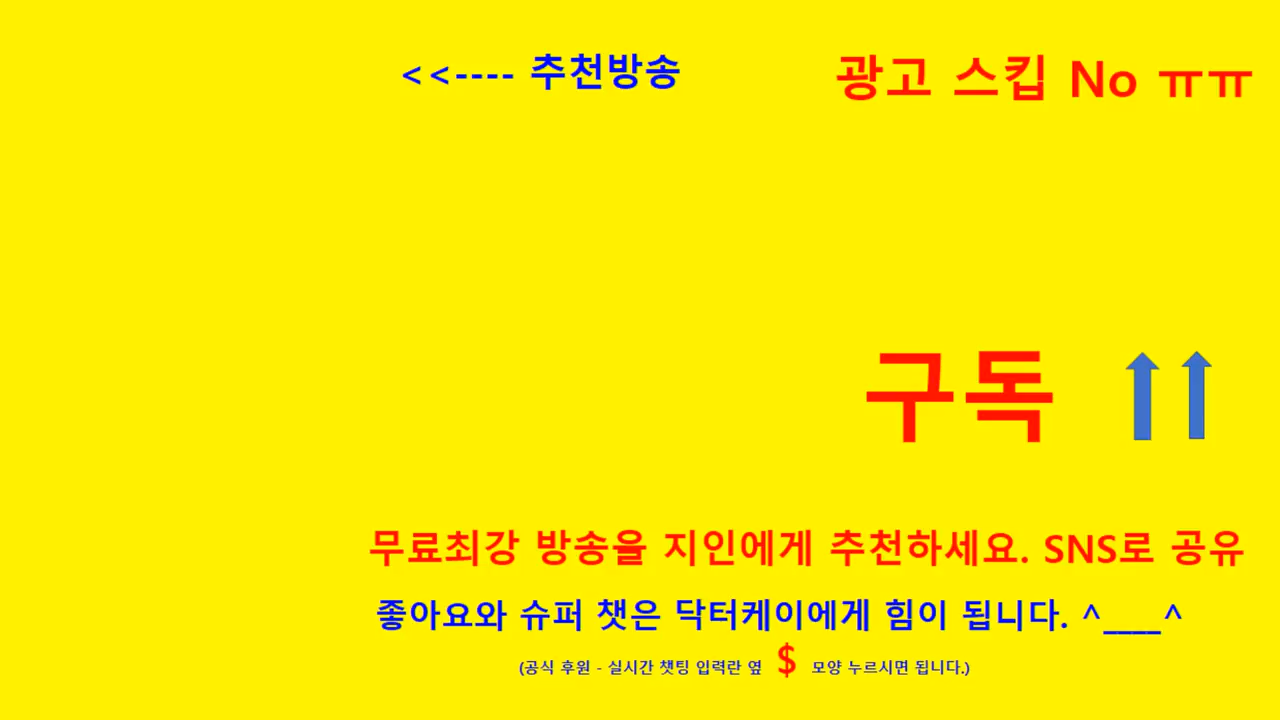 <<---- 추천방송
광고 스킵 No ㅠㅠ
구독
무료최강 방송을 지인에게 추천하세요. SNS로 공유
좋아요와 슈퍼 챗은 닥터케이에게 힘이 됩니다. ^____^
(공식 후원 - 실시간 챗팅 입력란 옆 $ 모양 누르시면 됩니다.)